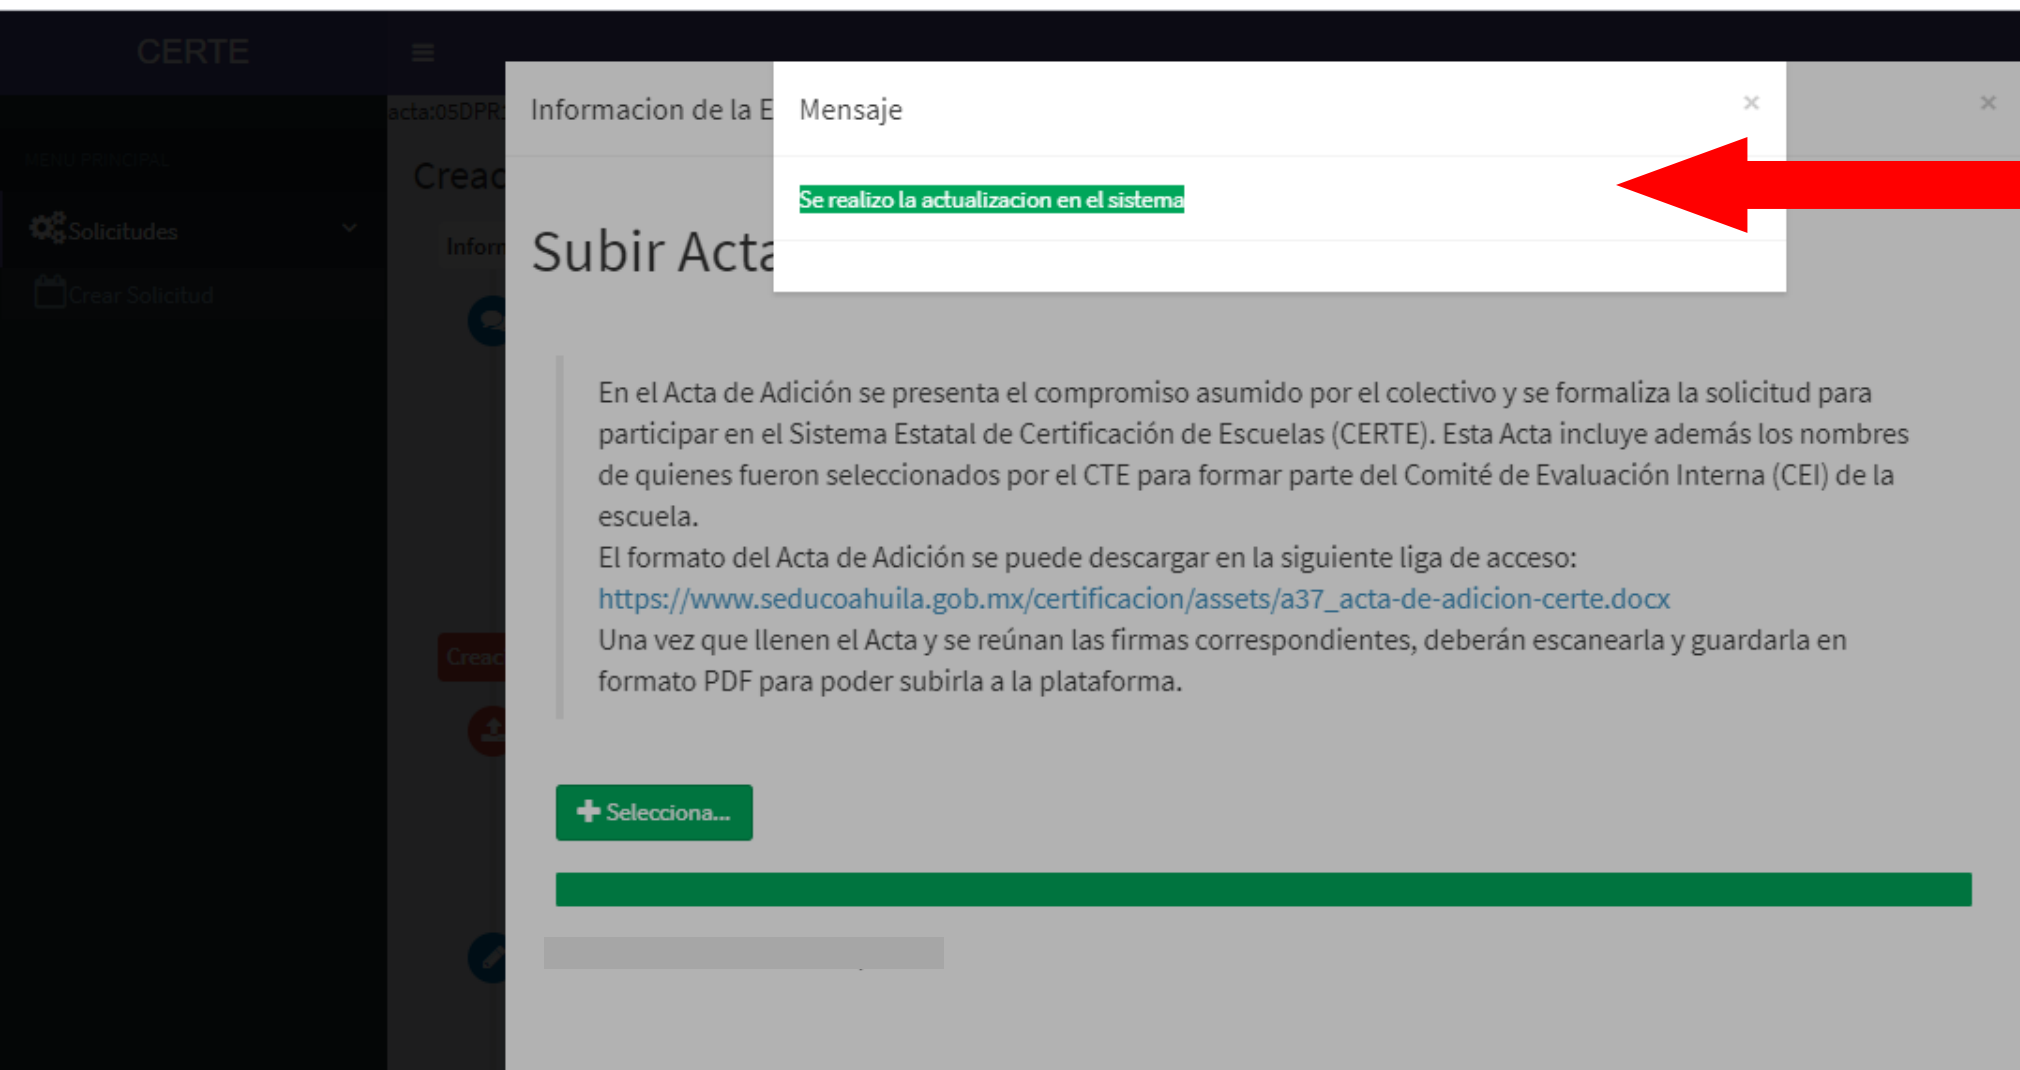 CERTE
acta:05DPR
Informacion de la E
Mensaje
×
×
MENU PRINCIPAL
Creac
Se realizo la actualizacion en el sistema
Solicitudes
Inforn
Subir Acta
Crear Solicitud
En el Acta de Adición se presenta el compromiso asumido por el colectivo y se formaliza la solicitud para
participar en el Sistema Estatal de Certificación de Escuelas (CERTE). Esta Acta incluye además los nombres
de quienes fueron seleccionados por el CTE para formar parte del Comité de Evaluación Interna (CEI) de la
escuela.
El formato del Acta de Adición se puede descargar en la siguiente liga de acceso:
https://www.seducoahuila.gob.mx/certificacion/assets/a37_acta-de-adicion-certe.docx
Una vez que llenen el Acta y se reúnan las firmas correspondientes, deberán escanearla y guardarla en
Creac
formato PDF para poder subirla a la plataforma.
Selecciona...